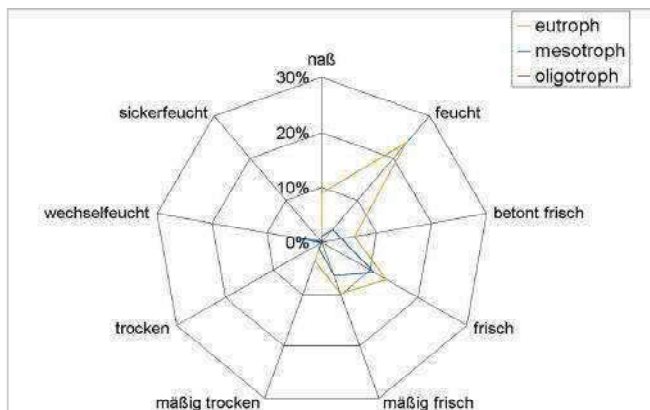 eutroph
mesotroph
oligotroph
naß
30%
sickerfeucht
feucht
20%
10%
wechselfeucht
betont frisch
0%
trocken
frisch
mäßig trocken
mäßig frisch